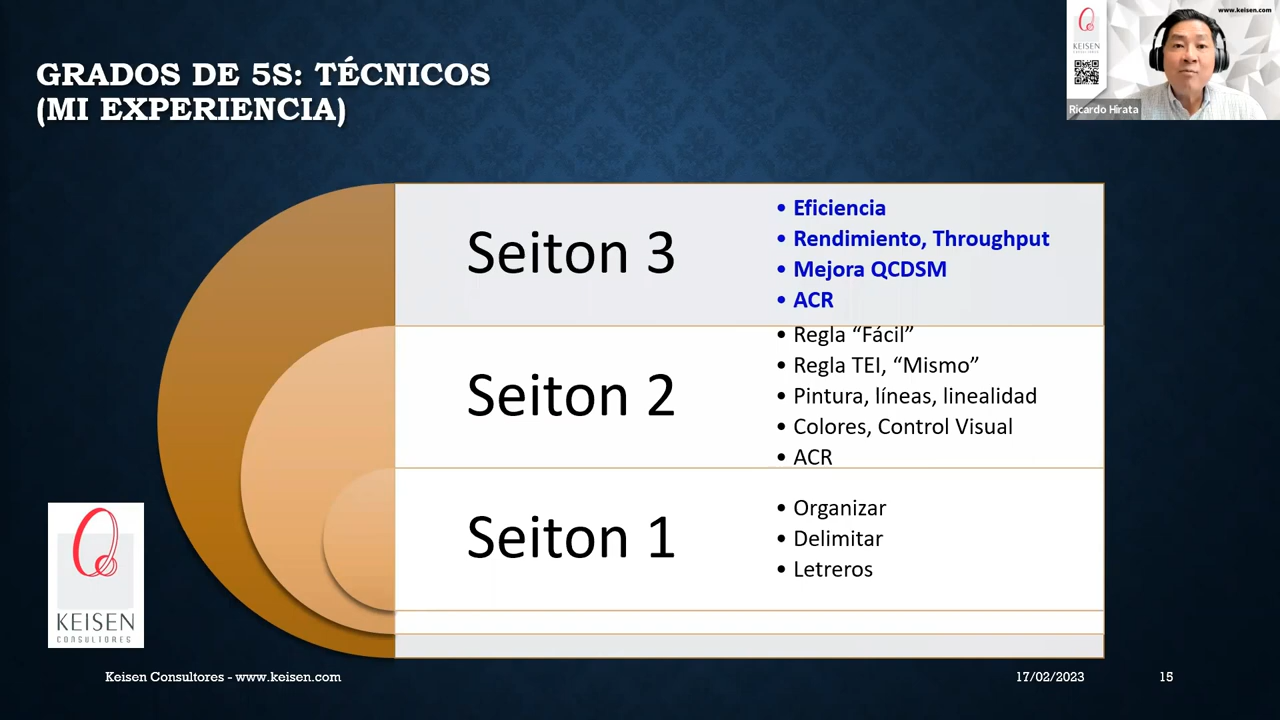 www.keisen.com
KEISEN
Ricardo Hirata
GRADOS DE 5S: TÉCNICOS
(MI EXPERIENCIA)
Seiton 3
• Eficiencia
• Rendimiento, Throughput
• Mejora QCDSM
• ACR
Seiton 2
• Regla “Fácil”
• Regla TEI, “Mismo”
• Pintura, líneas, linealidad
• Colores, Control Visual
• ACR
Seiton 1
• Organizar
• Delimitar
• Letreros
KEISEN
CONSULTORES
Keisen Consultores - www.keisen.com
17/02/2023
15